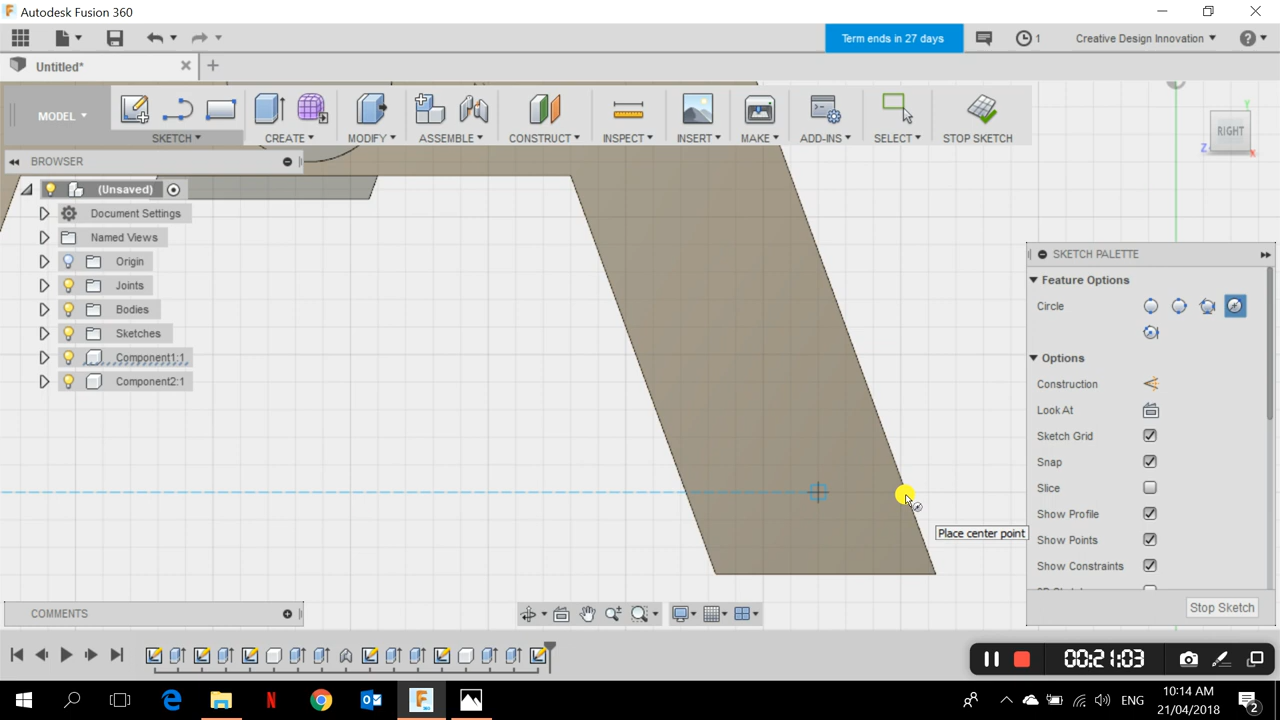 Autodesk Fusion 360
Term ends in 27 days
1
Creative Design Innovation
Untitled*
MODEL
SKETCH
CREATE
MODIFY
ASSEMBLE
CONSTRUCT
INSPECT
INSERT
MAKE
ADD-INS
SELECT
STOP SKETCH
RIGHT
Y
Z
X
BROWSER
(Unsaved)
Document Settings
Named Views
Origin
Joints
Bodies
Sketches
Component1:1
Component2:1
SKETCH PALETTE
Feature Options
Circle
Options
Construction
Look At
Sketch Grid
Snap
Slice
Show Profile
Show Points
Show Constraints
Place center point
Stop Sketch
COMMENTS
00:21:03
ENG
10:14 AM
21/04/2018
2